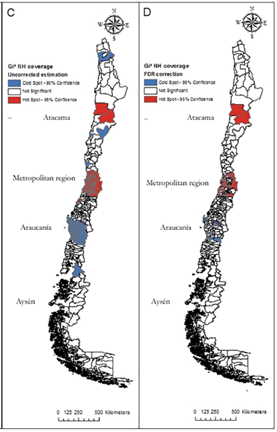 C
N
W E
S
Gi* NH coverage
Uncorrected estimation
Cold Spot - 95% Confidence
Not Significant
Hot Spot - 95% Confidence
Atacama
Metropolitan region
Araucanía
Aysén
0 125 250 500 Kilometers
D
N
W E
S
Gi* NH coverage
FDR correction
Cold Spot - 95% Confidence
Not Significant
Hot Spot - 95% Confidence
Atacama
Metropolitan region
Araucanía
Aysén
0 125 250 500 Kilometers